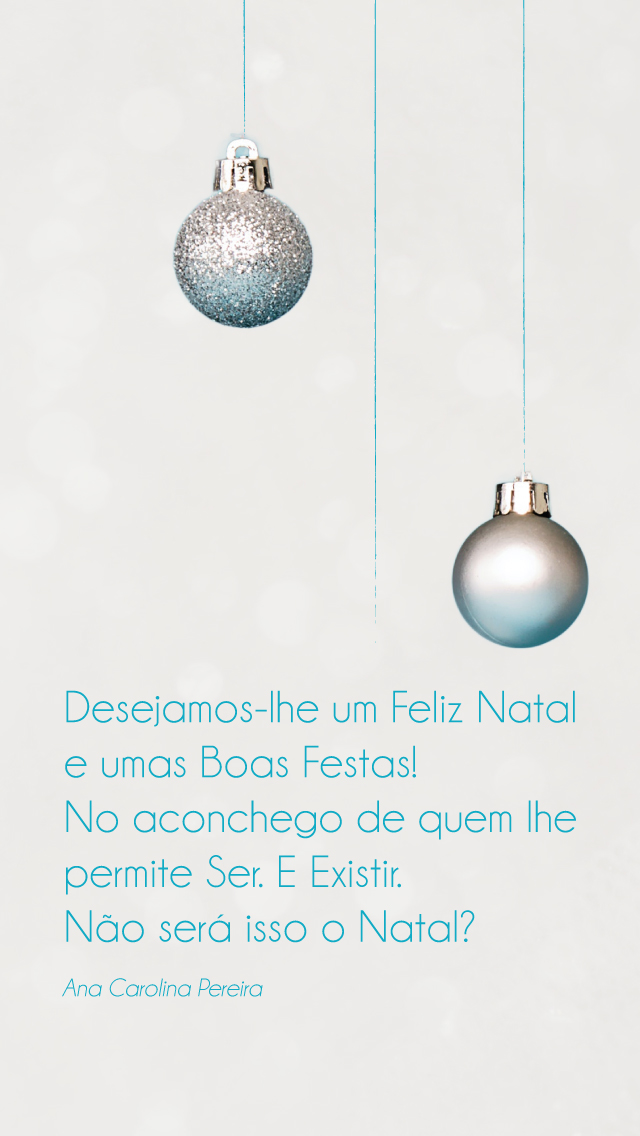 Desejamos-lhe um Feliz Natal
e umas Boas Festas!
No aconchego de quem lhe
permite Ser. E Existir.
Não será isso o Natal?
Ana Carolina Pereira